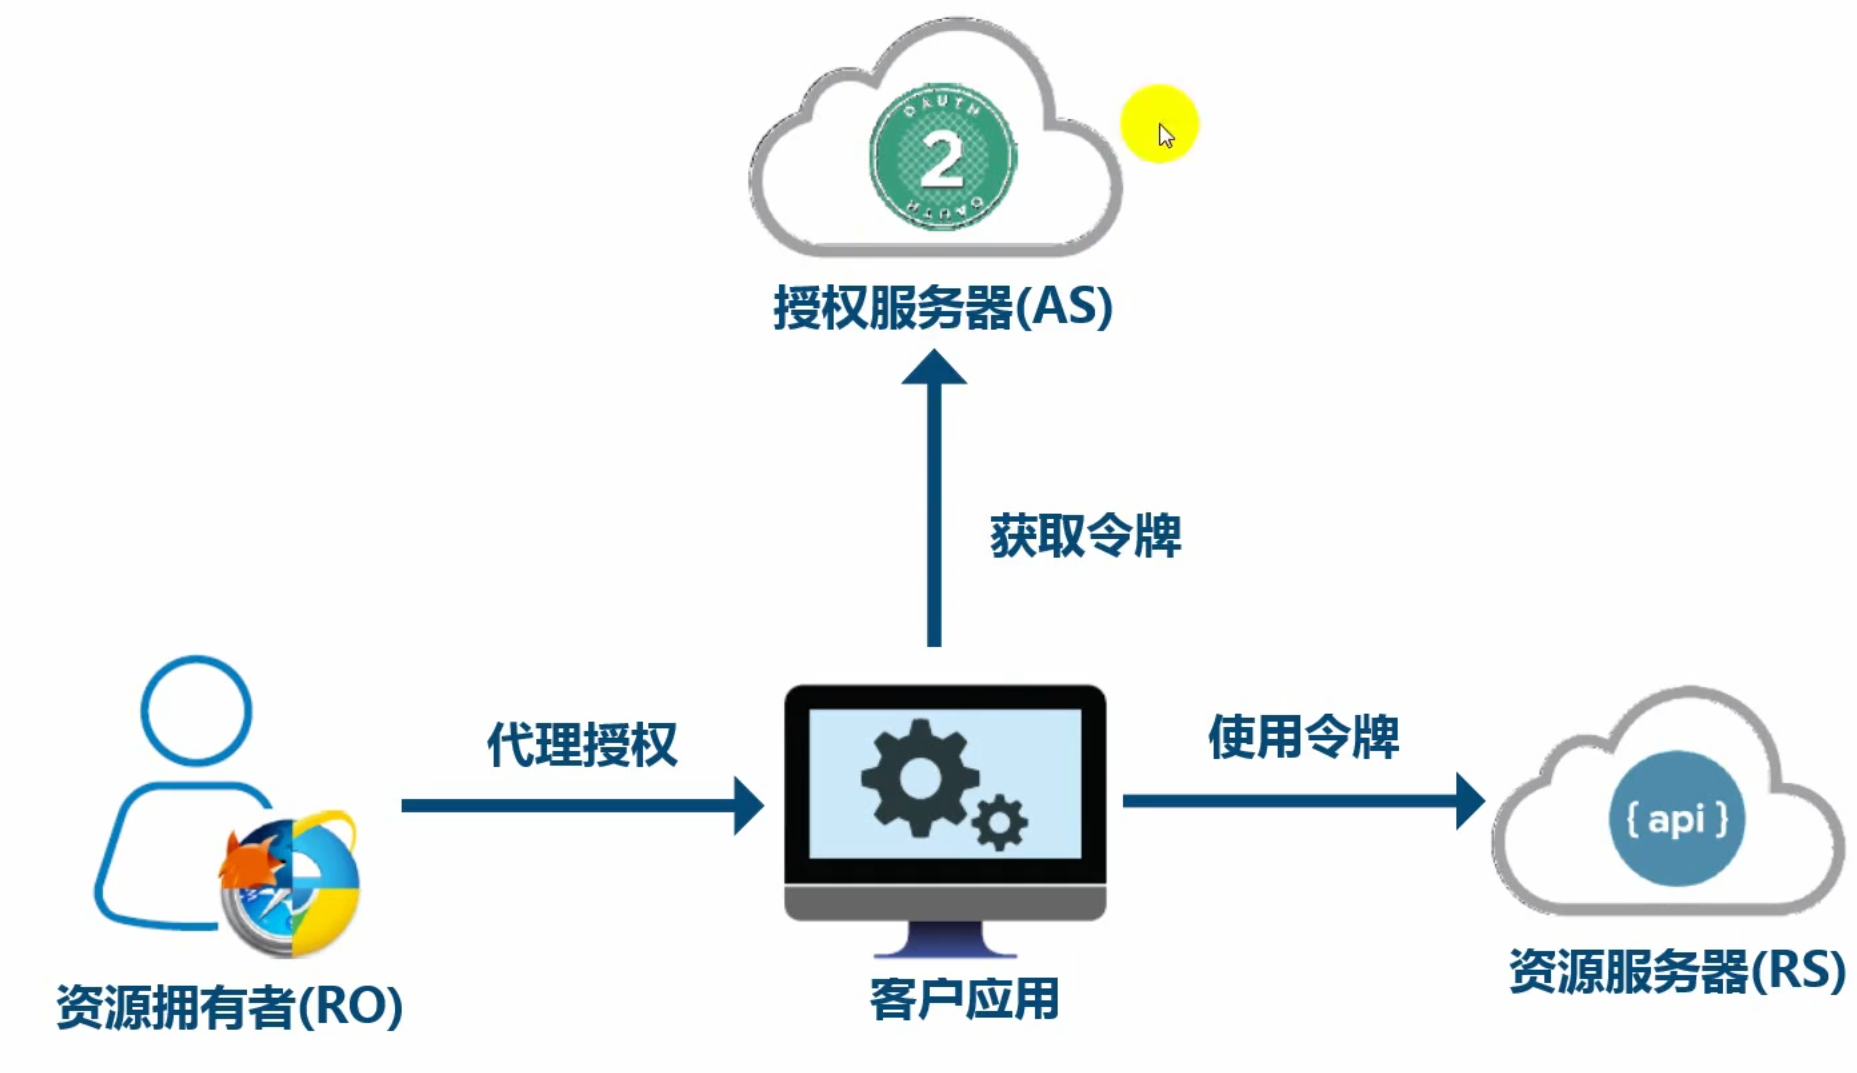 OAUTH
2
OAUTH
授权服务器(AS)
获取令牌
代理授权
使用令牌
{ api }
资源拥有者(RO)
客户应用
资源服务器(RS)